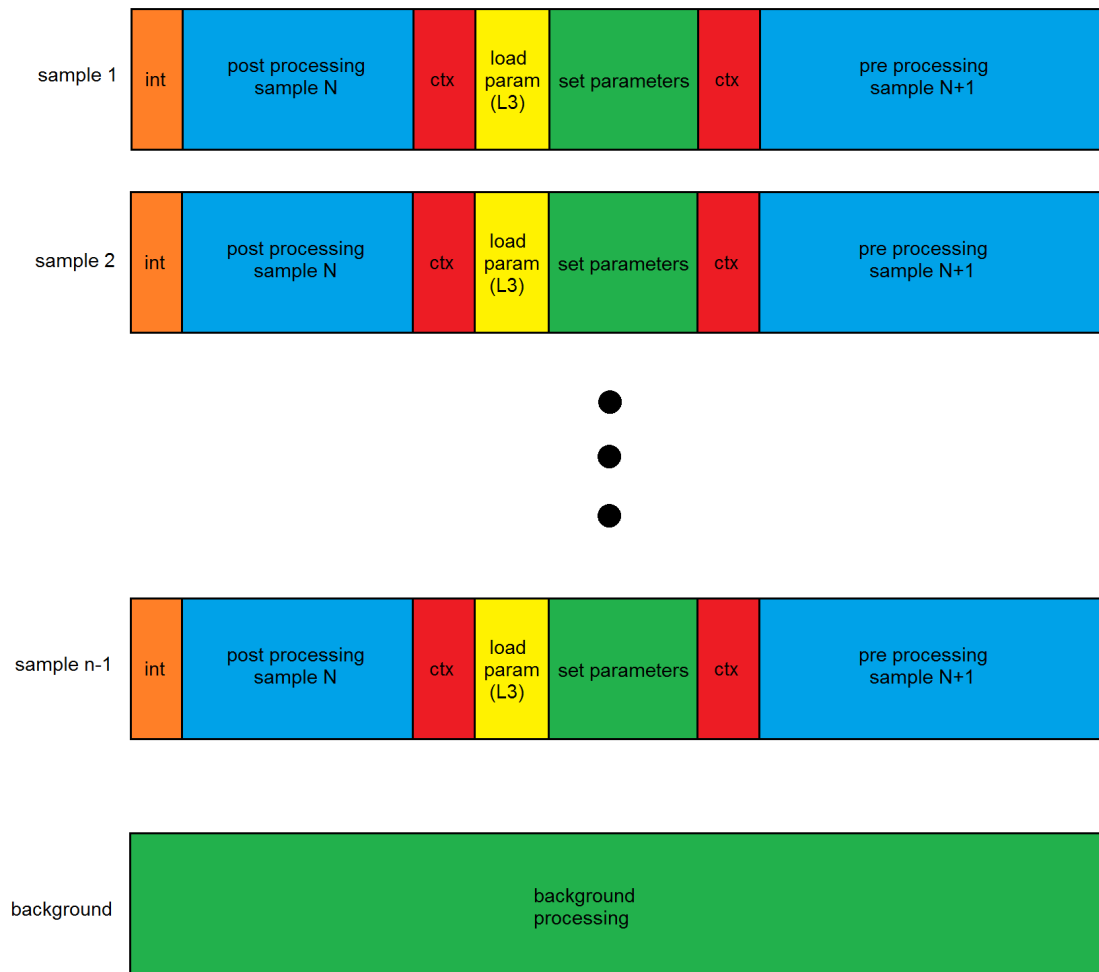 sample 1
int
post processing
sample N
ctx
load
param
(L3)
set parameters
ctx
pre processing
sample N+1
sample 2
int
post processing
sample N
ctx
load
param
(L3)
set parameters
ctx
pre processing
sample N+1
sample n-1
int
post processing
sample N
ctx
load
param
(L3)
set parameters
ctx
pre processing
sample N+1
background
background
processing